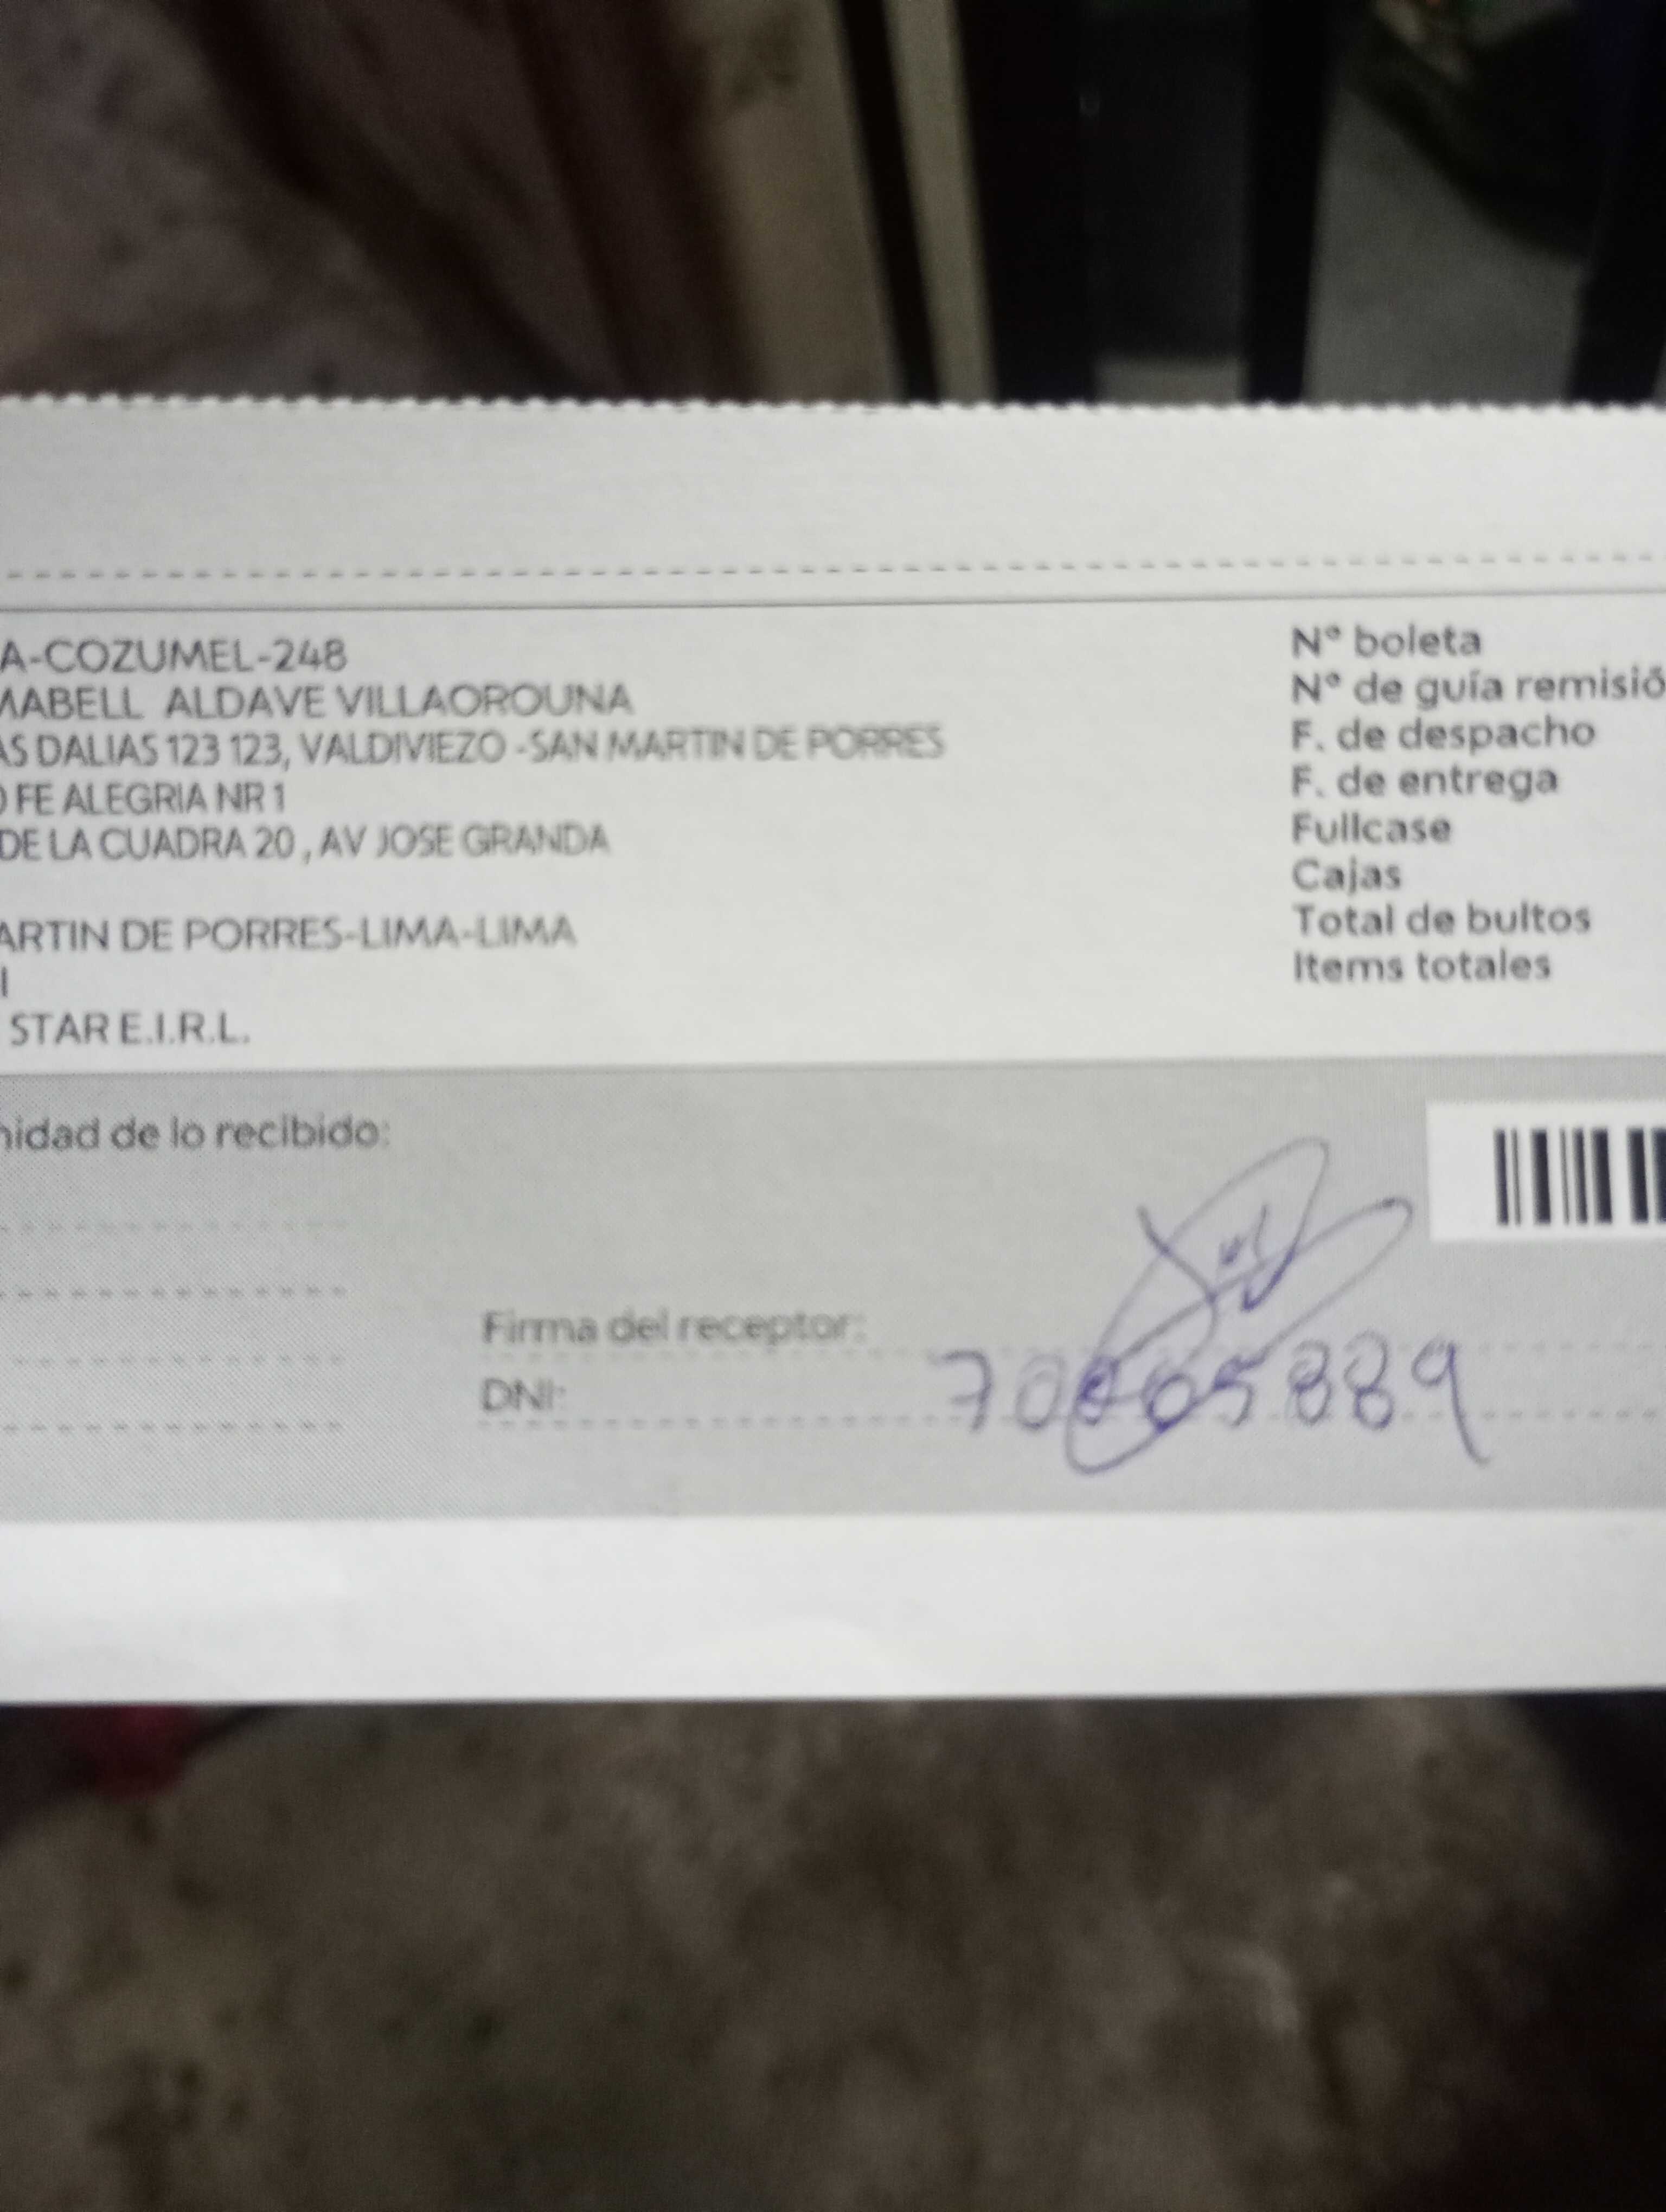 A-COZUMEL-248
MABELL ALDAVE VILLAOROUNA
AS DALIAS 123 123, VALDIVIEZO -SAN MARTIN DE PORRES
O FE ALEGRIA NR 1
DE LA CUADRA 20 , AV JOSE GRANDA
ARTIN DE PORRES-LIMA-LIMA
STAR E.I.R.L.
N° boleta
N° de guía remisió
F. de despacho
F. de entrega
Fullcase
Cajas
Total de bultos
Items totales
nidad de lo recibido:
Firma del receptor:
DNI: